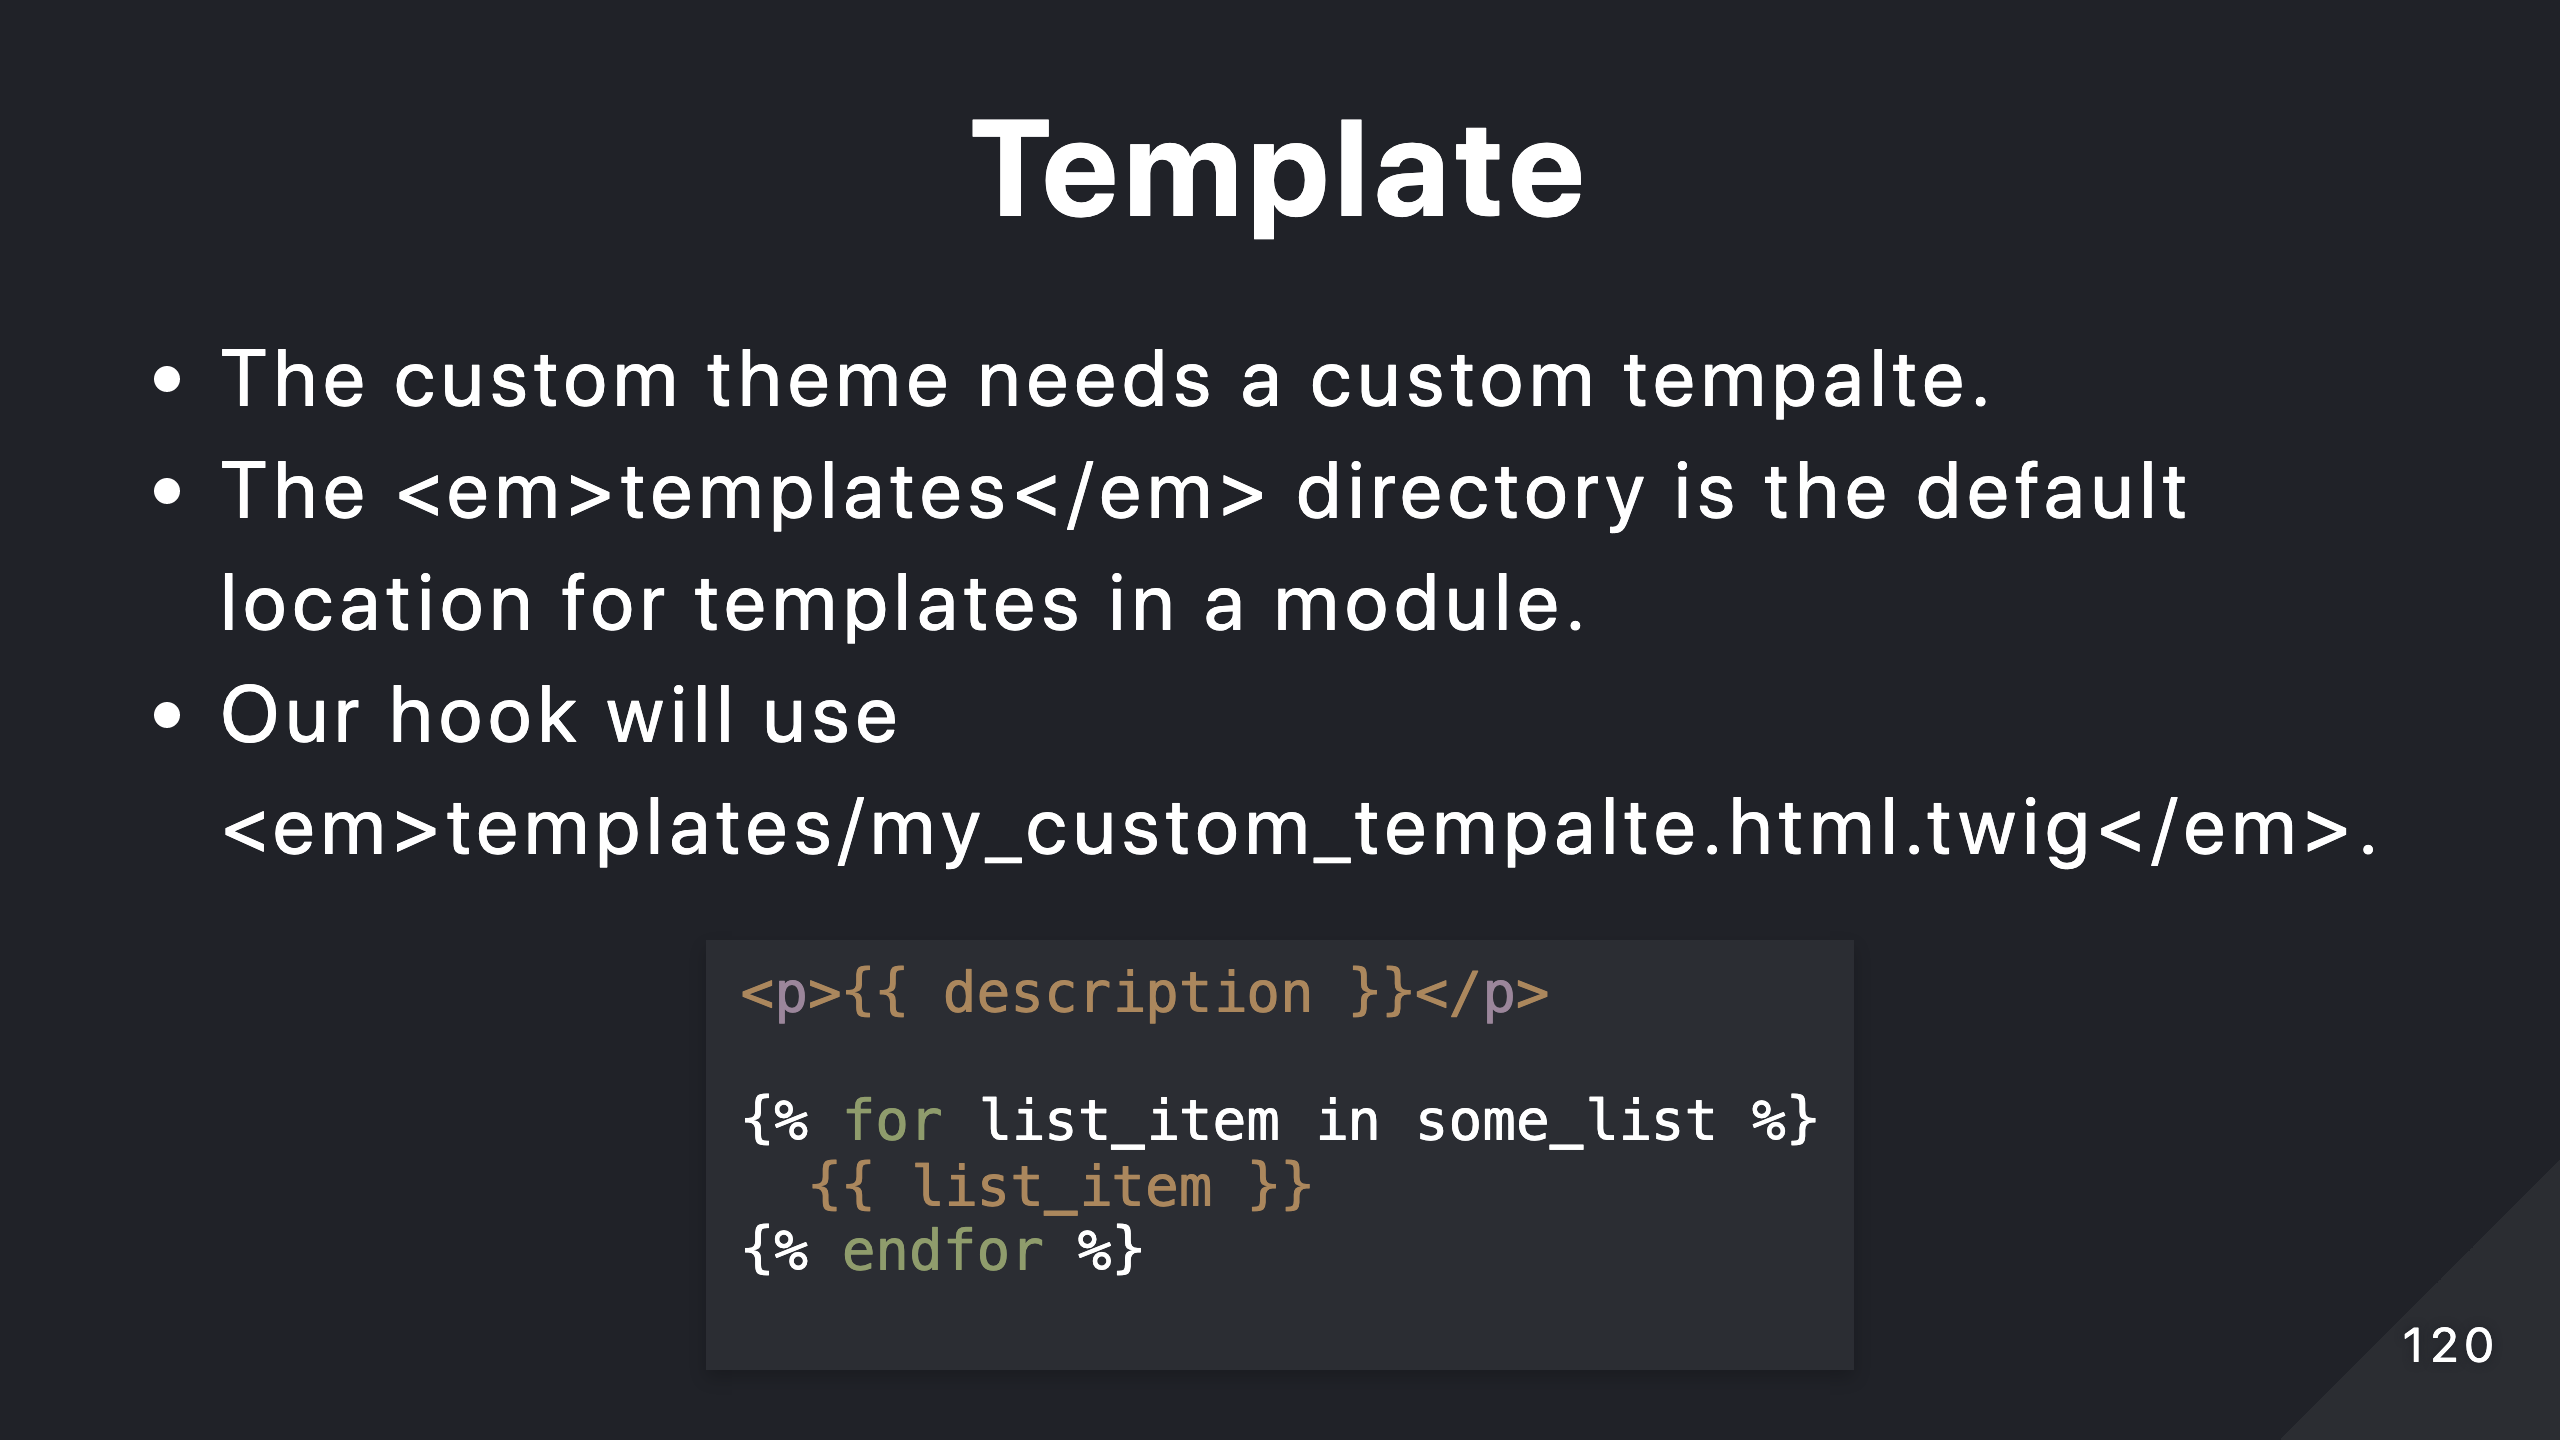 Template
• The custom theme needs a custom tempalte.
• The <em>templates</em> directory is the default
location for templates in a module.
• Our hook will use
<em>templates/my_custom_tempalte.html.twig</em>.
<p>{{ description }}</p>
{% for list_item in some_list %}
  {{ list_item }}
{% endfor %}
120